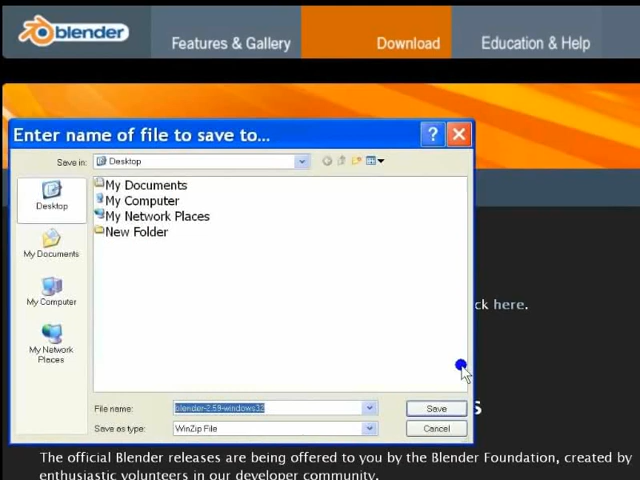 blender
Features & Gallery
Download
Education & Help
Enter name of file to save to...
Save in:
Desktop
My Documents
My Computer
My Network Places
New Folder
Desktop
My Documents
My Computer
My Network
Places
ck here.
File name:
blender-2.59-windows32
Save
s
Save as type:
WinZip File
Cancel
The official Blender releases are being offered to you by the Blender Foundation, created by
enthusiastic volunteers in our developer community.